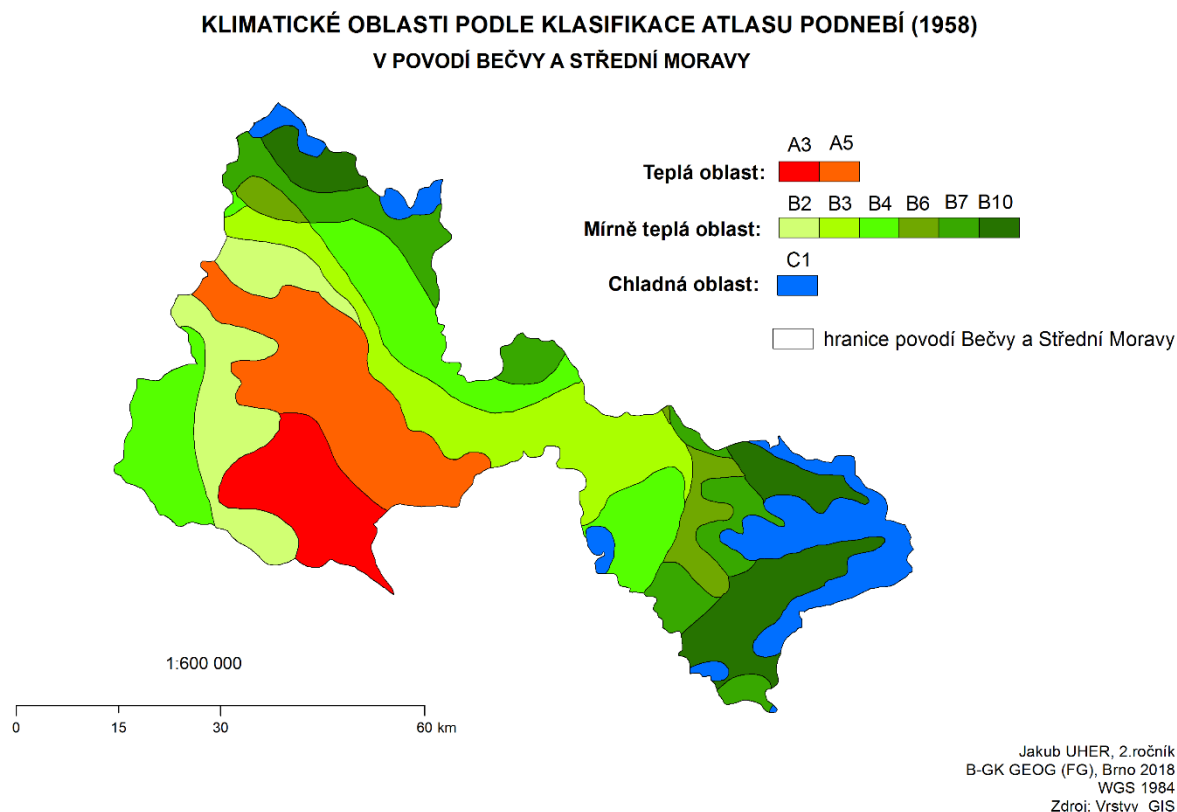 KLIMATICKÉ OBLASTI PODLE KLASIFIKACE ATLASU PODNEBÍ (1958)
V POVODÍ BEČVY A STŘEDNÍ MORAVY
A3 A5
Teplá oblast:
B2 B3 B4 B6 B7 B10
Mírně teplá oblast:
C1
Chladná oblast:
hranice povodí Bečvy a Střední Moravy
1:600 000
0 15 30 60 km
Jakub UHER, 2.ročník
B-GK GEOG (FG), Brno 2018
WGS 1984
Zdroj: Vrstvy_GIS